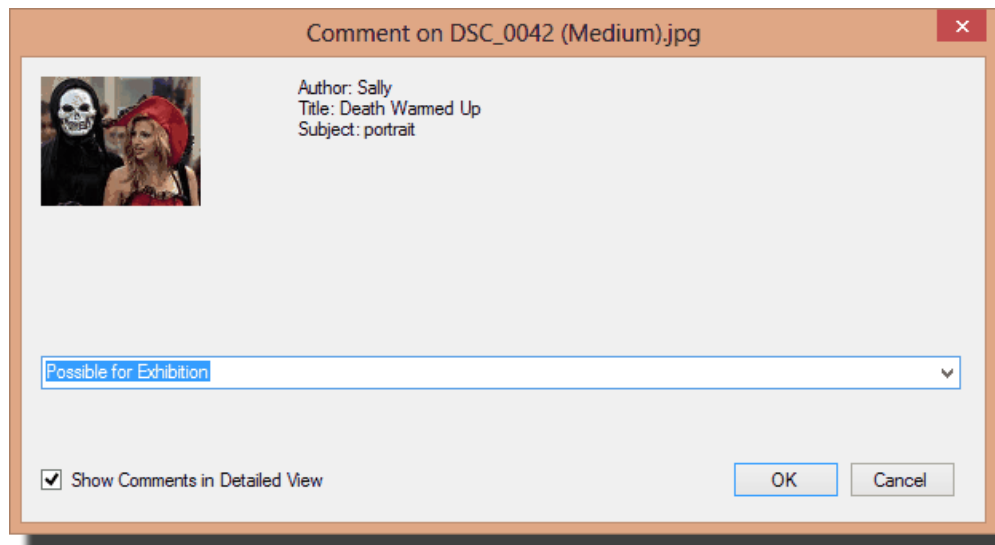 Comment on DSC_0042 (Medium).jpg
Author: Sally
Title: Death Warmed Up
Subject: portrait
Possible for Exhibition
Show Comments in Detailed View
OK
Cancel